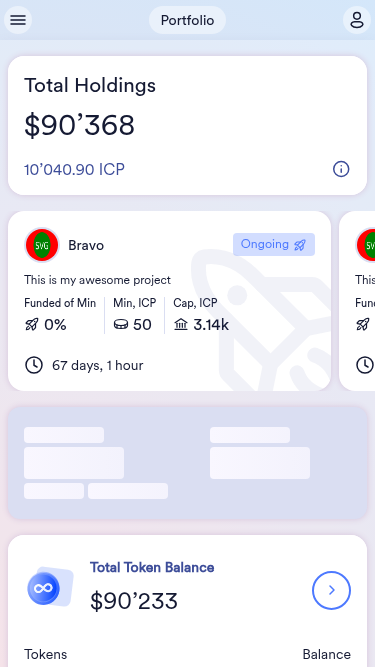 Portfolio
Total Holdings
$90’368
10’040.90 ICP
SVG
Bravo
Ongoing
SVG
This is my awesome project
This
Funded of Min
Min, ICP
Cap, ICP
Fund
0%
50
3.14k
67 days, 1 hour
Total Token Balance
$90’233
Tokens
Balance